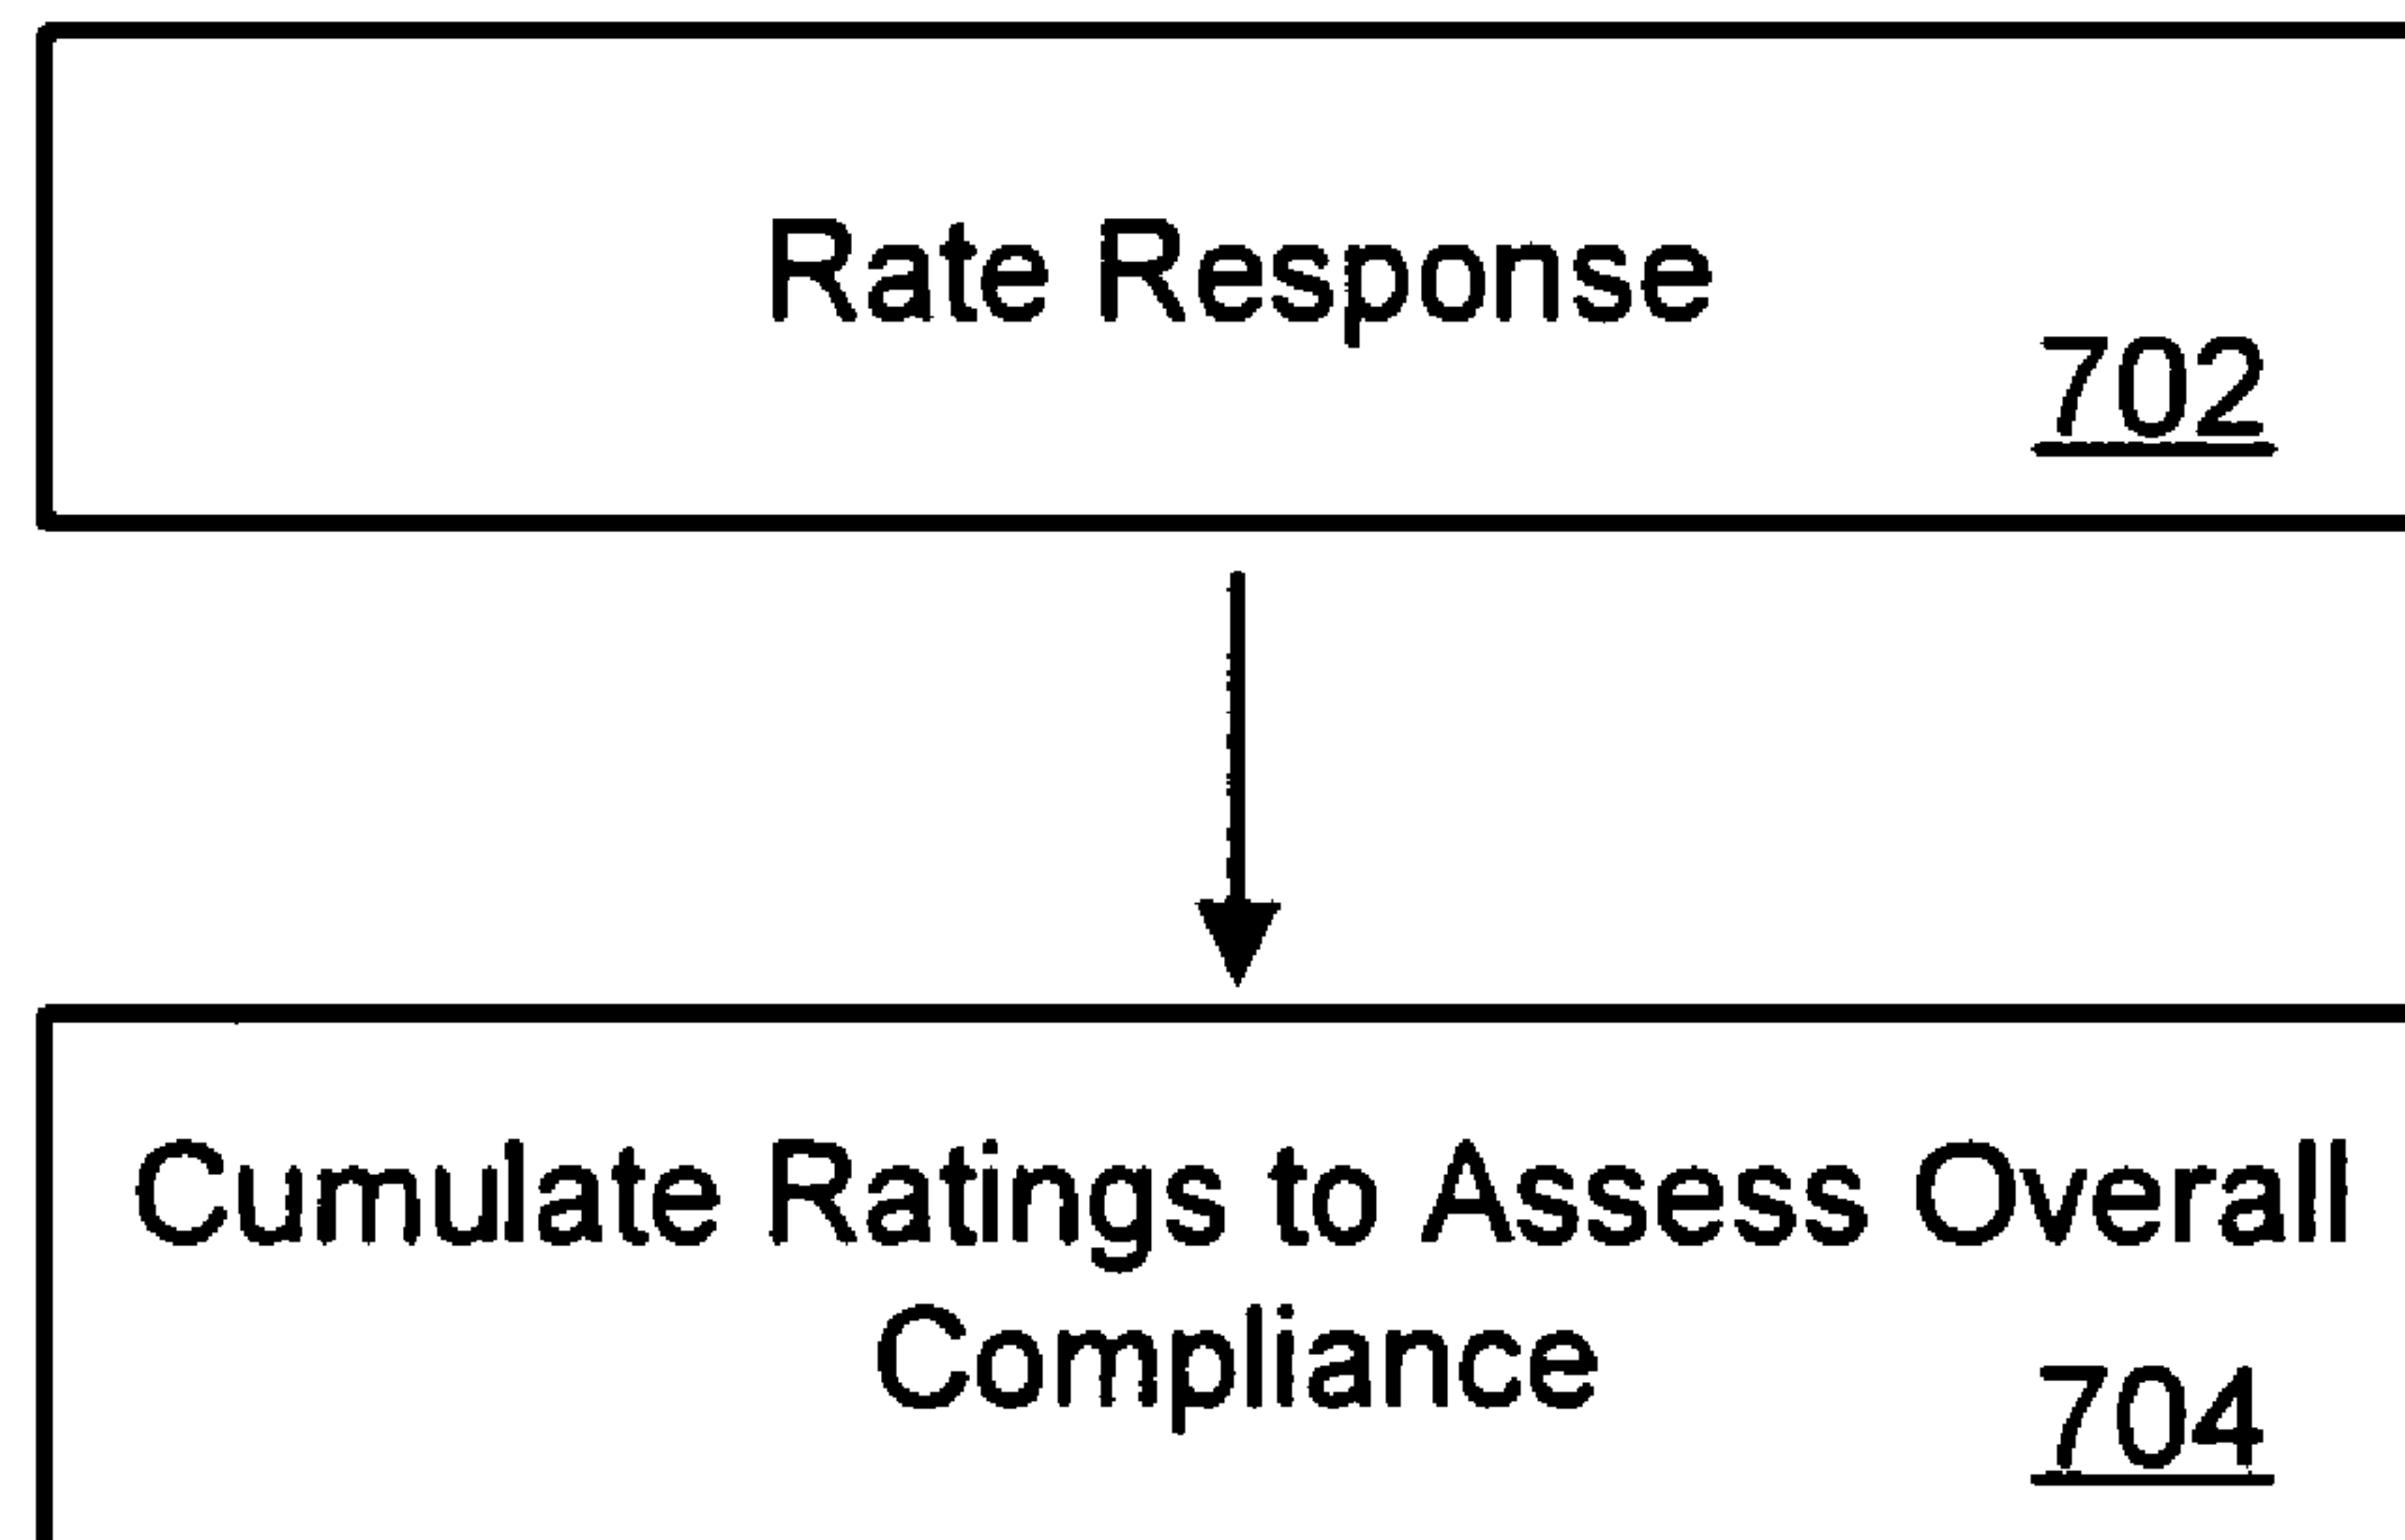 Rate Response
702
Cumulate Ratings to Assess Overall
Compliance
704